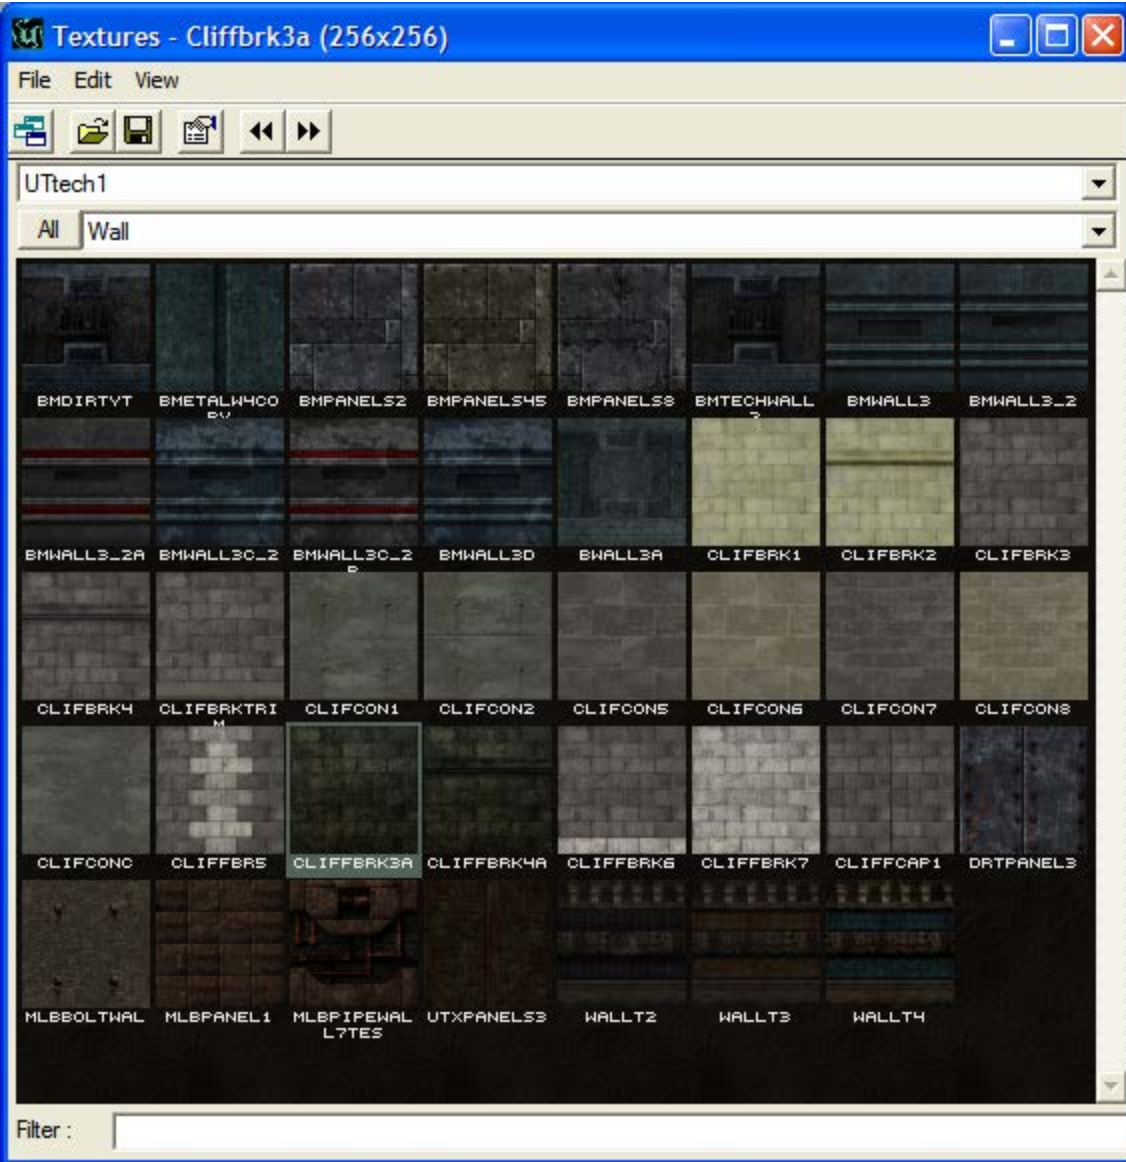 Textures - Cliffbrk3a (256x256)
File Edit View
UTtech1
All Wall
BMDIRTYT BMETALW4CO BMPANELS2 BMPANELS45 BMPANELS8 BMTECHWALL BMWALL3 BMWALL3_2
BMWALL3_2A BMWALL3C_2 BMWALL3C_2 BMWALL3D BWALL3A CLIFBRK1 CLIFBRK2 CLIFBRK3
CLIFBRK4 CLIFBRKTRI CLIFCON1 CLIFCON2 CLIFCON5 CLIFCON6 CLIFCON7 CLIFCON8
M
CLIFCONC CLIFFBR5 CLIFFBRK3A CLIFFBRK4A CLIFFBRK6 CLIFFBRK7 CLIFFCAP1 DRTPANEL3
MLBBOLTWAL MLBPANEL1 MLBPIPEWAL UTXPANELS3 WALLT2 WALLT3 WALLT4
L7TES
Filter :